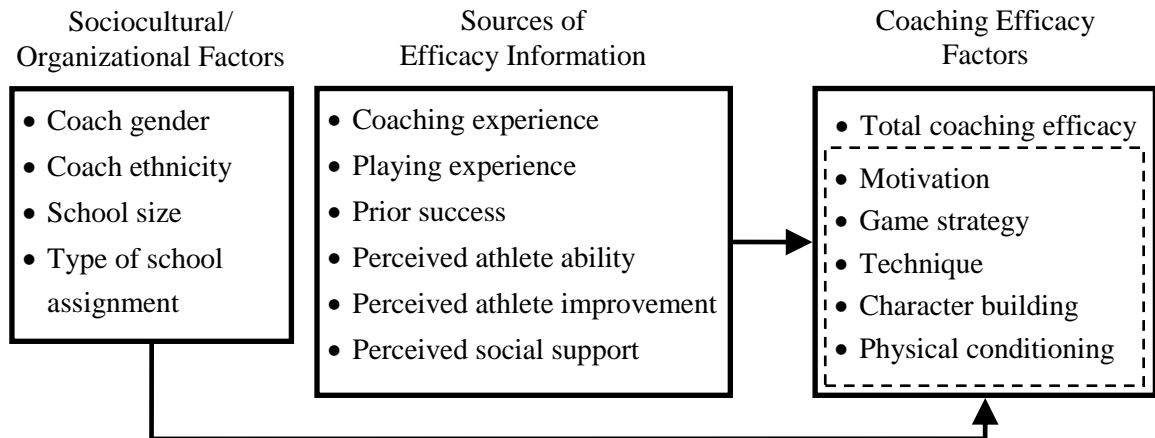 Sociocultural/
Organizational Factors
• Coach gender
• Coach ethnicity
• School size
• Type of school
assignment
Sources of
Efficacy Information
• Coaching experience
• Playing experience
• Prior success
• Perceived athlete ability
• Perceived athlete improvement
• Perceived social support
Coaching Efficacy
Factors
• Total coaching efficacy
• Motivation
• Game strategy
• Technique
• Character building
• Physical conditioning